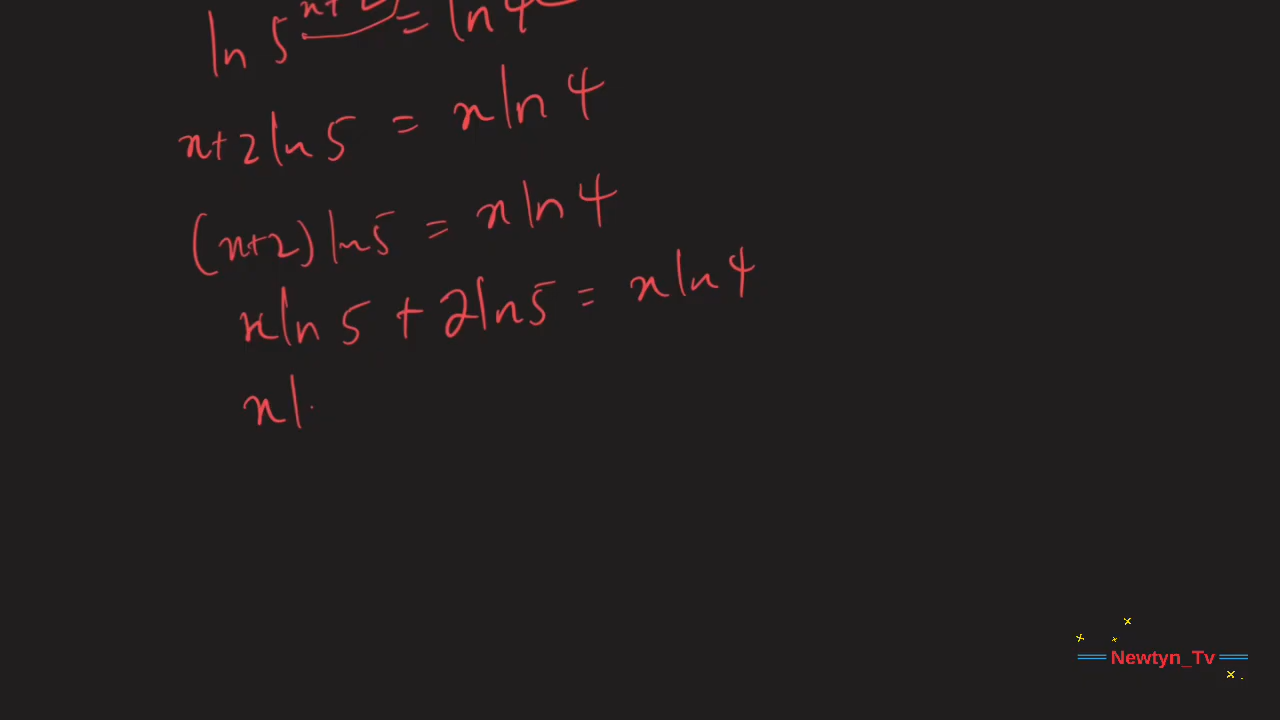 ln 5^x+2 = ln 4
x+2 ln 5 = x ln 4
(x+2) ln 5 = x ln 4
x ln 5 + 2 ln 5 = x ln 4
x l
Newtyn_Tv